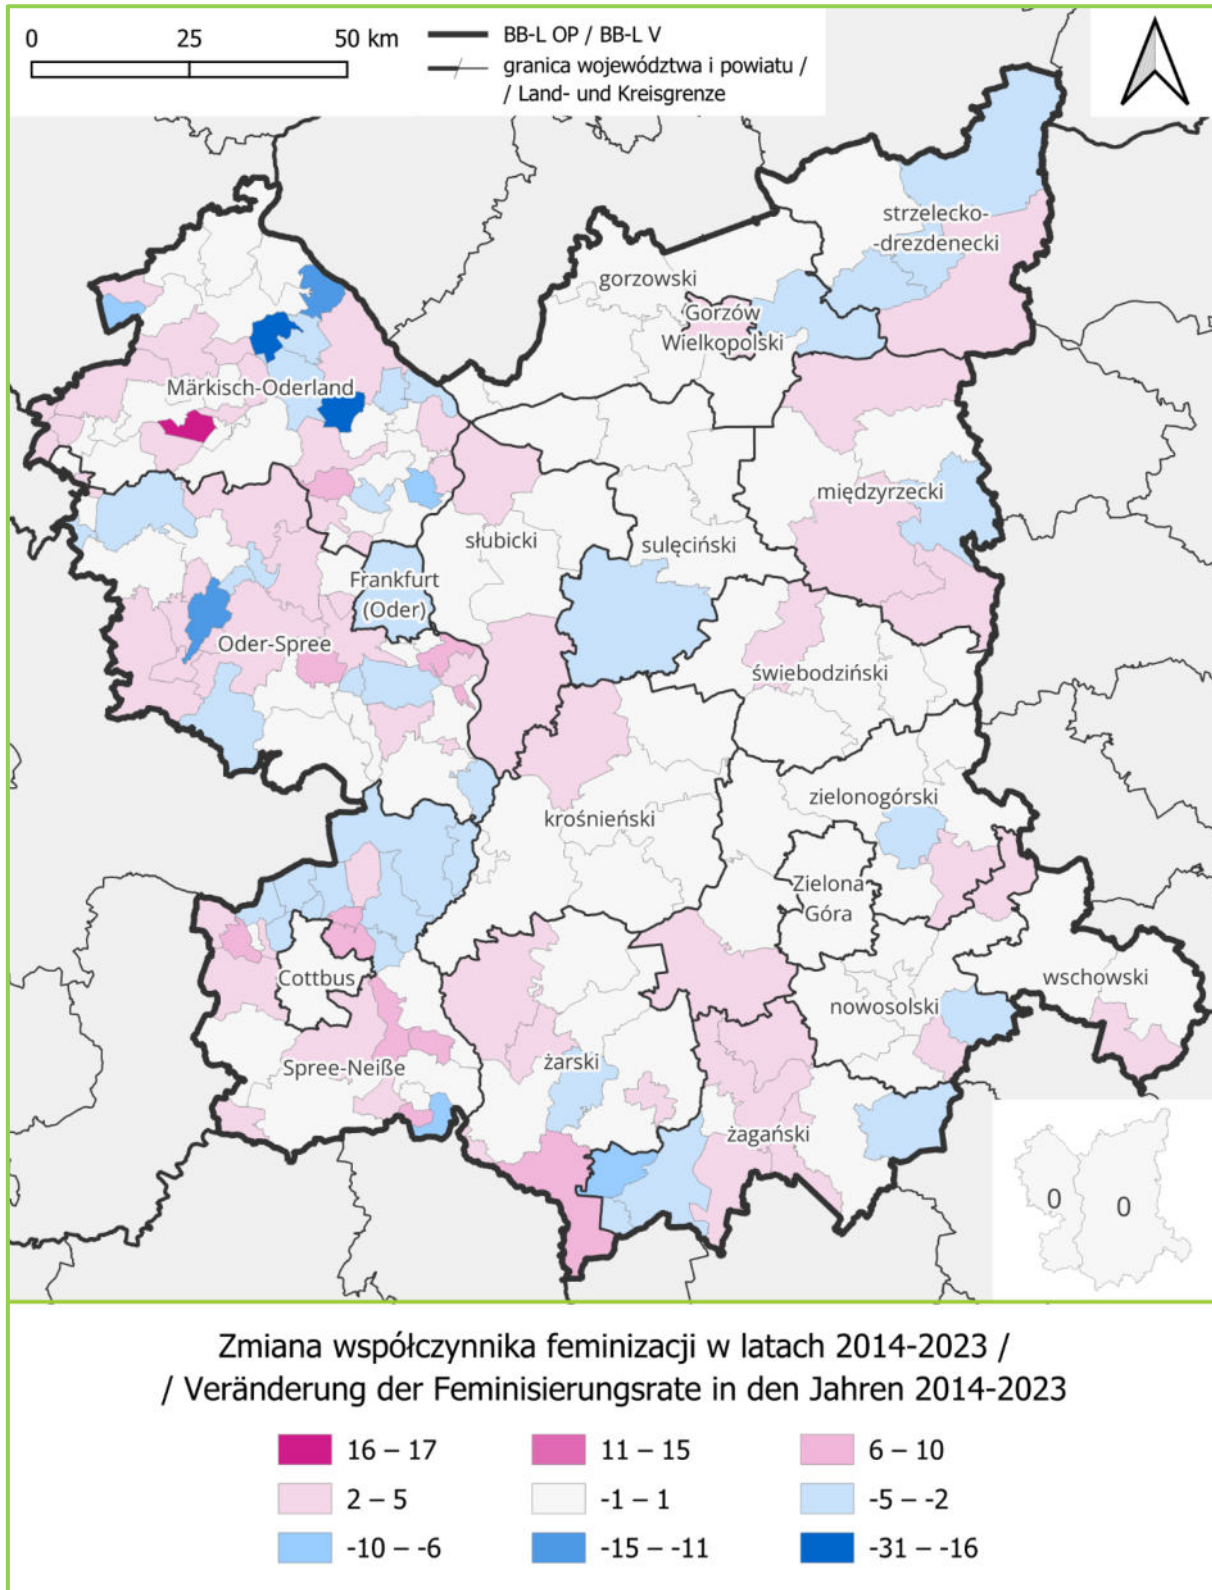 0 25 50 km
BB-L OP / BB-L V
granica województwa i powiatu /
/ Land- und Kreisgrenze
strzelecko-
-drezdenecki
gorzowski
Gorzów
Wielkopolski
Märkisch-Oderland
międzyrzecki
słubicki
sulęciński
Frankfurt
(Oder)
Oder-Spree
świebodziński
zielonogórski
krośnieński
Zielona
Góra
Cottbus
wschowski
nowosolski
Spree-Neiße
żarski
żagański
0 0
Zmiana współczynnika feminizacji w latach 2014-2023 /
/ Veränderung der Feminisierungsrate in den Jahren 2014-2023
16 – 17 11 – 15 6 – 10
2 – 5 -1 – 1 -5 – -2
-10 – -6 -15 – -11 -31 – -16